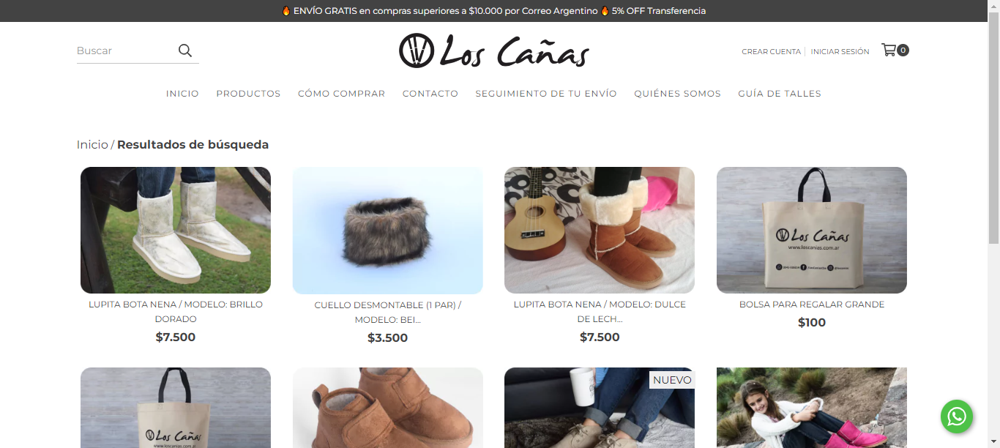 🔥 ENVÍO GRATIS en compras superiores a $10.000 por Correo Argentino 🔥 5% OFF Transferencia
Buscar
Los Cañas
CREAR CUENTA | INICIAR SESIÓN
0
INICIO PRODUCTOS CÓMO COMPRAR CONTACTO SEGUIMIENTO DE TU ENVÍO QUIÉNES SOMOS GUÍA DE TALLES
Inicio / Resultados de búsqueda
Los Cañas
www.loscanias.com.ar
LUPITA BOTA NENA / MODELO: BRILLO
DORADO
$7.500
CUELLO DESMONTABLE (1 PAR) /
MODELO: BEI...
$3.500
LUPITA BOTA NENA / MODELO: DULCE
DE LECH...
$7.500
BOLSA PARA REGALAR GRANDE
$100
Los Cañas
www.loscanias.com.ar
NUEVO